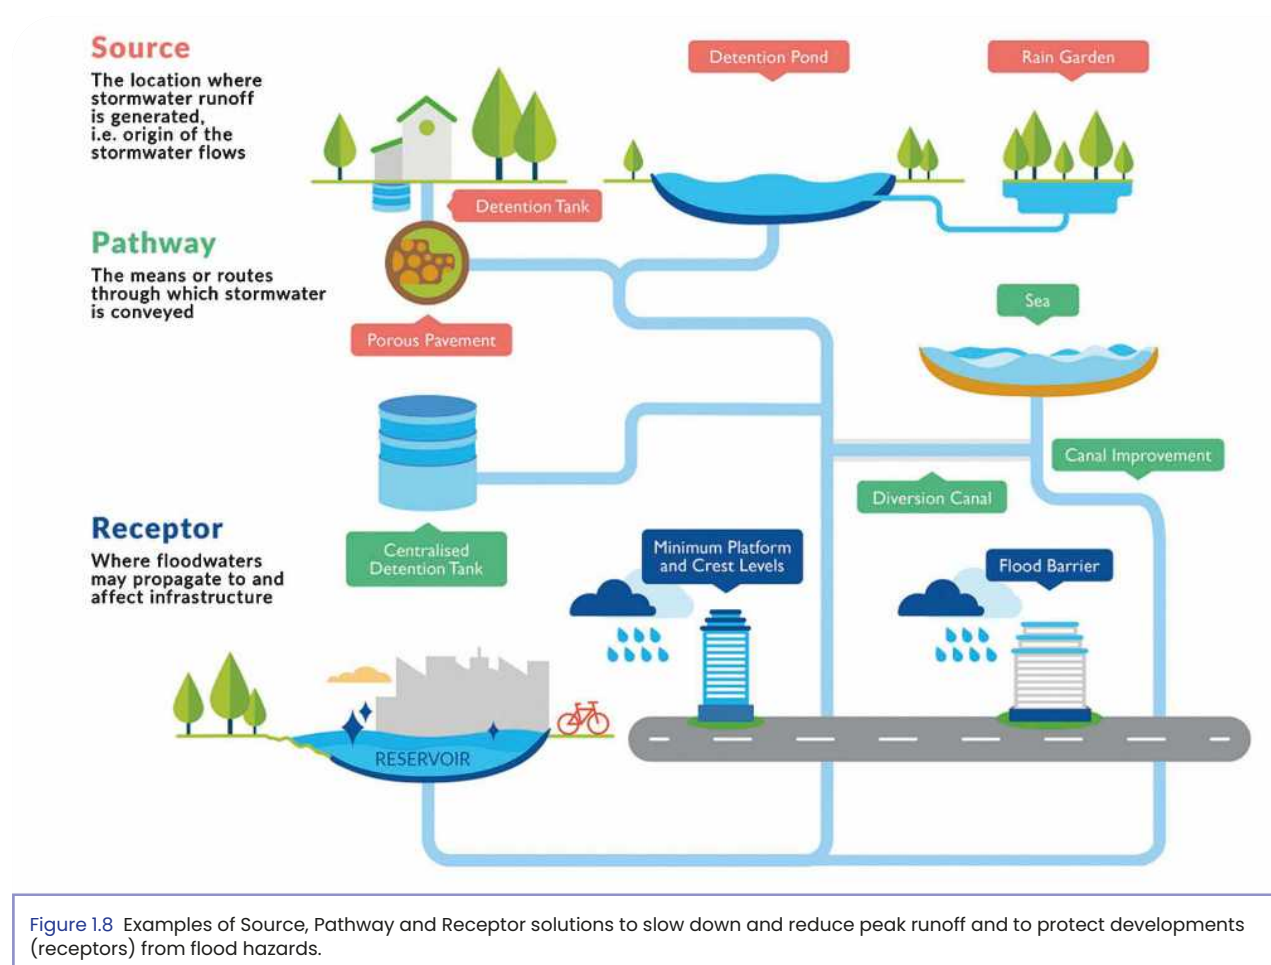 Source
The location where
stormwater runoff
is generated,
i.e. origin of the
stormwater flows
Detention Pond
Rain Garden
Detention Tank
Pathway
The means or routes
through which stormwater
is conveyed
Porous Pavement
Sea
Canal Improvement
Diversion Canal
Receptor
Where floodwaters
may propagate to and
affect infrastructure
Centralised
Detention Tank
Minimum Platform
and Crest Levels
Flood Barrier
RESERVOIR
Figure 1.8 Examples of Source, Pathway and Receptor solutions to slow down and reduce peak runoff and to protect developments
(receptors) from flood hazards.